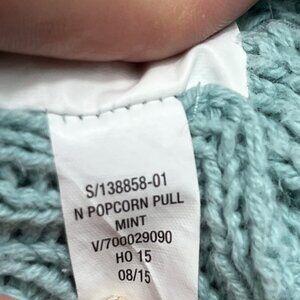 S/138858-01
N POPCORN PULL
MINT
V/700029090
HO 15
08/15